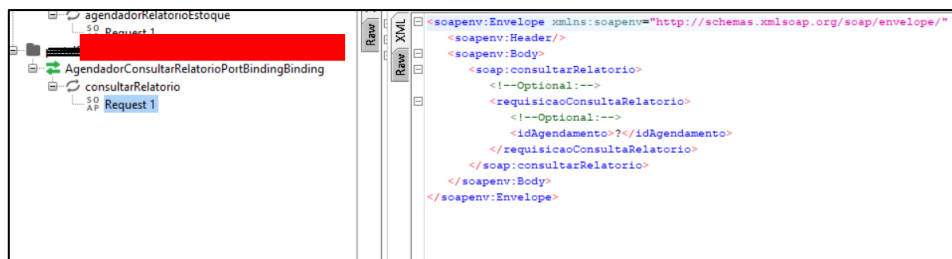 agendadorRelatorioEstoque
Request 1
AgendadorConsultarRelatorioPortBindingBinding
consultarRelatorio
SOAP Request 1
Raw
XML
Raw
<soapenv:Envelope xmlns:soapenv="http://schemas.xmlsoap.org/soap/envelope/"
<soapenv:Header/>
<soapenv:Body>
<soap:consultarRelatorio>
<!--Optional:-->
<requisicaoConsultaRelatorio>
<!--Optional:-->
<idAgendamento>?</idAgendamento>
</requisicaoConsultaRelatorio>
</soap:consultarRelatorio>
</soapenv:Body>
</soapenv:Envelope>